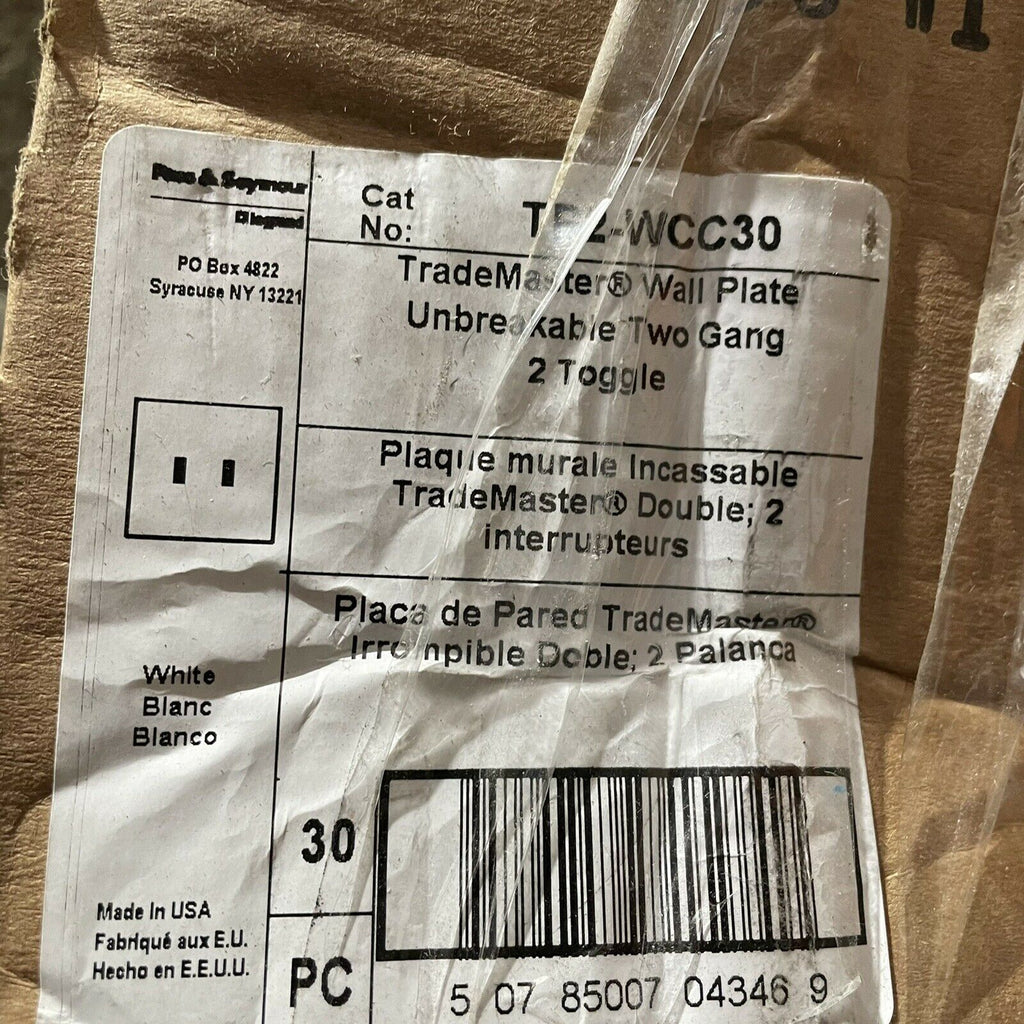 Pass & Seymour
legrand
PO Box 4822
Syracuse NY 13221
Cat
No:
TP2-WCC30
TradeMaster® Wall Plate
Unbreakable Two Gang
2 Toggle
Plaque murale Incassable
TradeMaster® Double; 2
interrupteurs
Placa de Pared TradeMaster®
Irrompible Doble; 2 Palanca
White
Blanc
Blanco
30
PC
Made In USA
Fabriqué aux E.U.
Hecho en E.E.U.U.
5 07 85007 04346 9